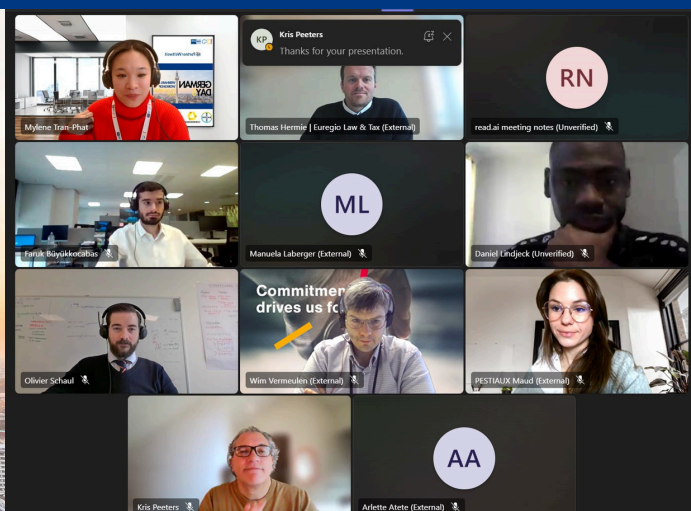 Kris Peeters
KP
Thanks for your presentation.
GERMAN
DAY
RN
Mylene Tran-Phat
Thomas Hermie | Euregio Law & Tax (External)
read.ai meeting notes (Unverified)
ML
Faruk Büyükkocabas
Manuela Laberger (External)
Daniel Lindjeck (Unverified)
Commitmen
drives us fo
Olivier Schaul
Wim Vermeulen (External)
PESTIAUX Maud (External)
AA
Kris Peeters
Arlette Atete (External)